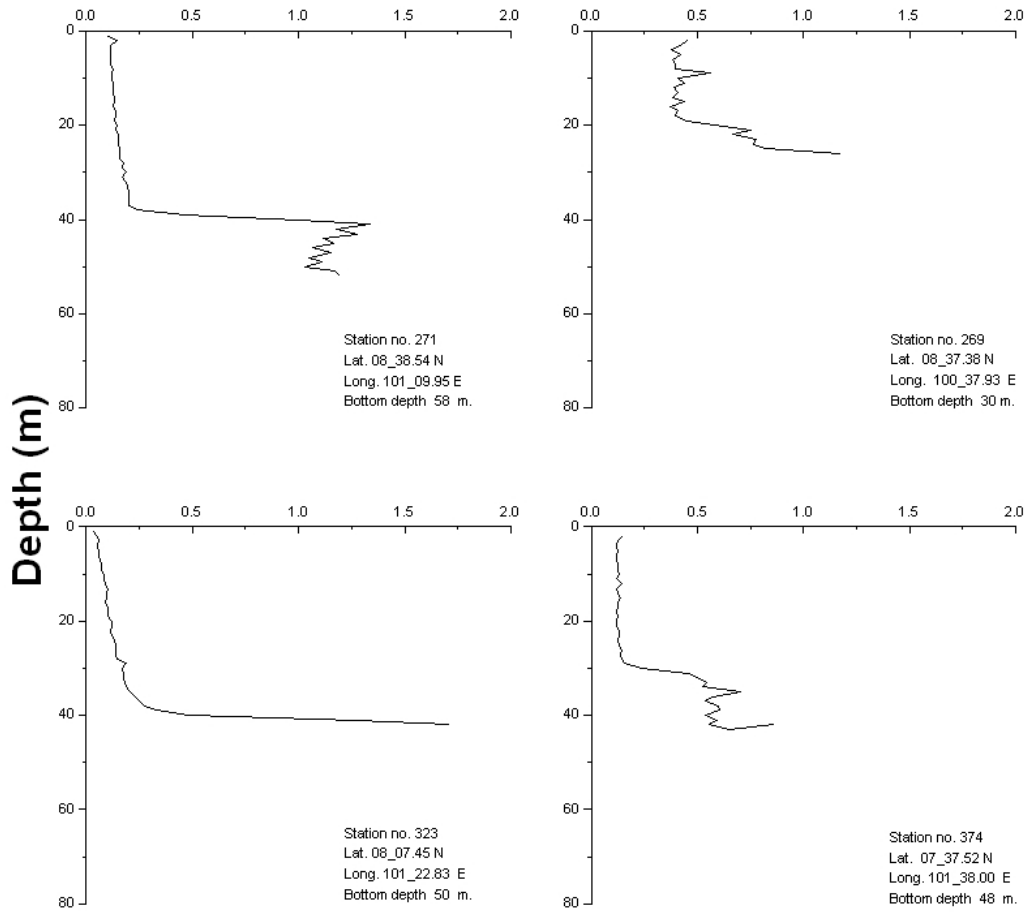 0.0 0.5 1.0 1.5 2.0
0
20
40
60
80
Station no. 271
Lat. 08_38.54 N
Long. 101_09.95 E
Bottom depth 58 m.
0.0 0.5 1.0 1.5 2.0
0
20
40
60
80
Station no. 269
Lat. 08_37.38 N
Long. 100_37.93 E
Bottom depth 30 m.
Depth (m)
0.0 0.5 1.0 1.5 2.0
0
20
40
60
80
Station no. 323
Lat. 08_07.45 N
Long. 101_22.83 E
Bottom depth 50 m.
0.0 0.5 1.0 1.5 2.0
0
20
40
60
80
Station no. 374
Lat. 07_37.52 N
Long. 101_38.00 E
Bottom depth 48 m.